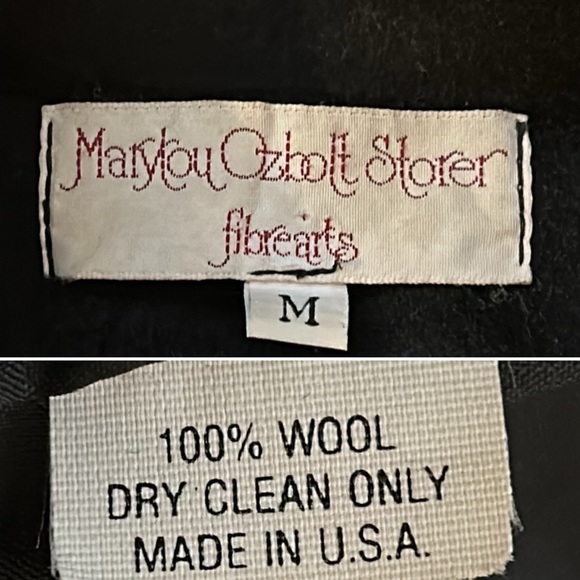 Marylou Ozbolt Storer
fibrearts
M
100% WOOL
DRY CLEAN ONLY
MADE IN U.S.A.